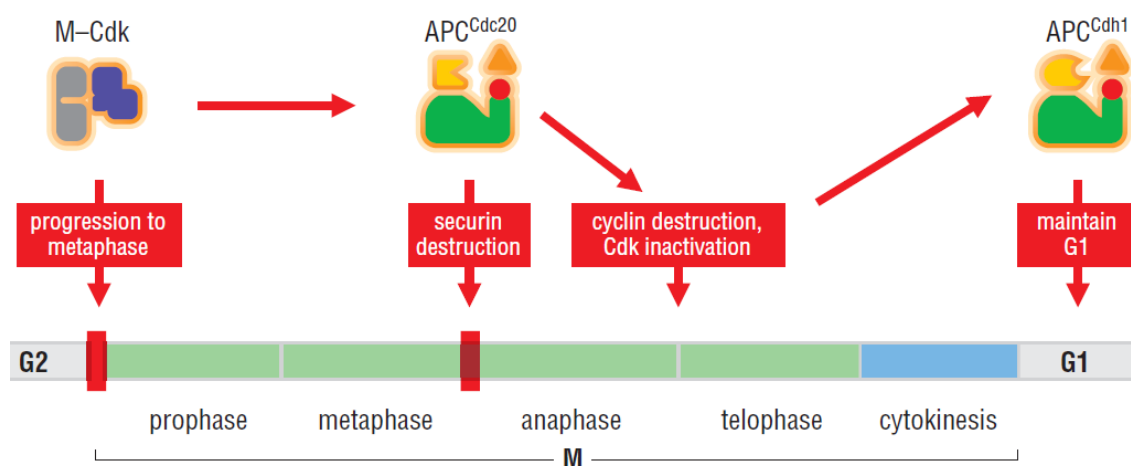 M–Cdk
APC^Cdc20
APC^Cdh1
progression to
metaphase
securin
destruction
cyclin destruction,
Cdk inactivation
maintain
G1
G2
G1
prophase
metaphase
anaphase
telophase
cytokinesis
M